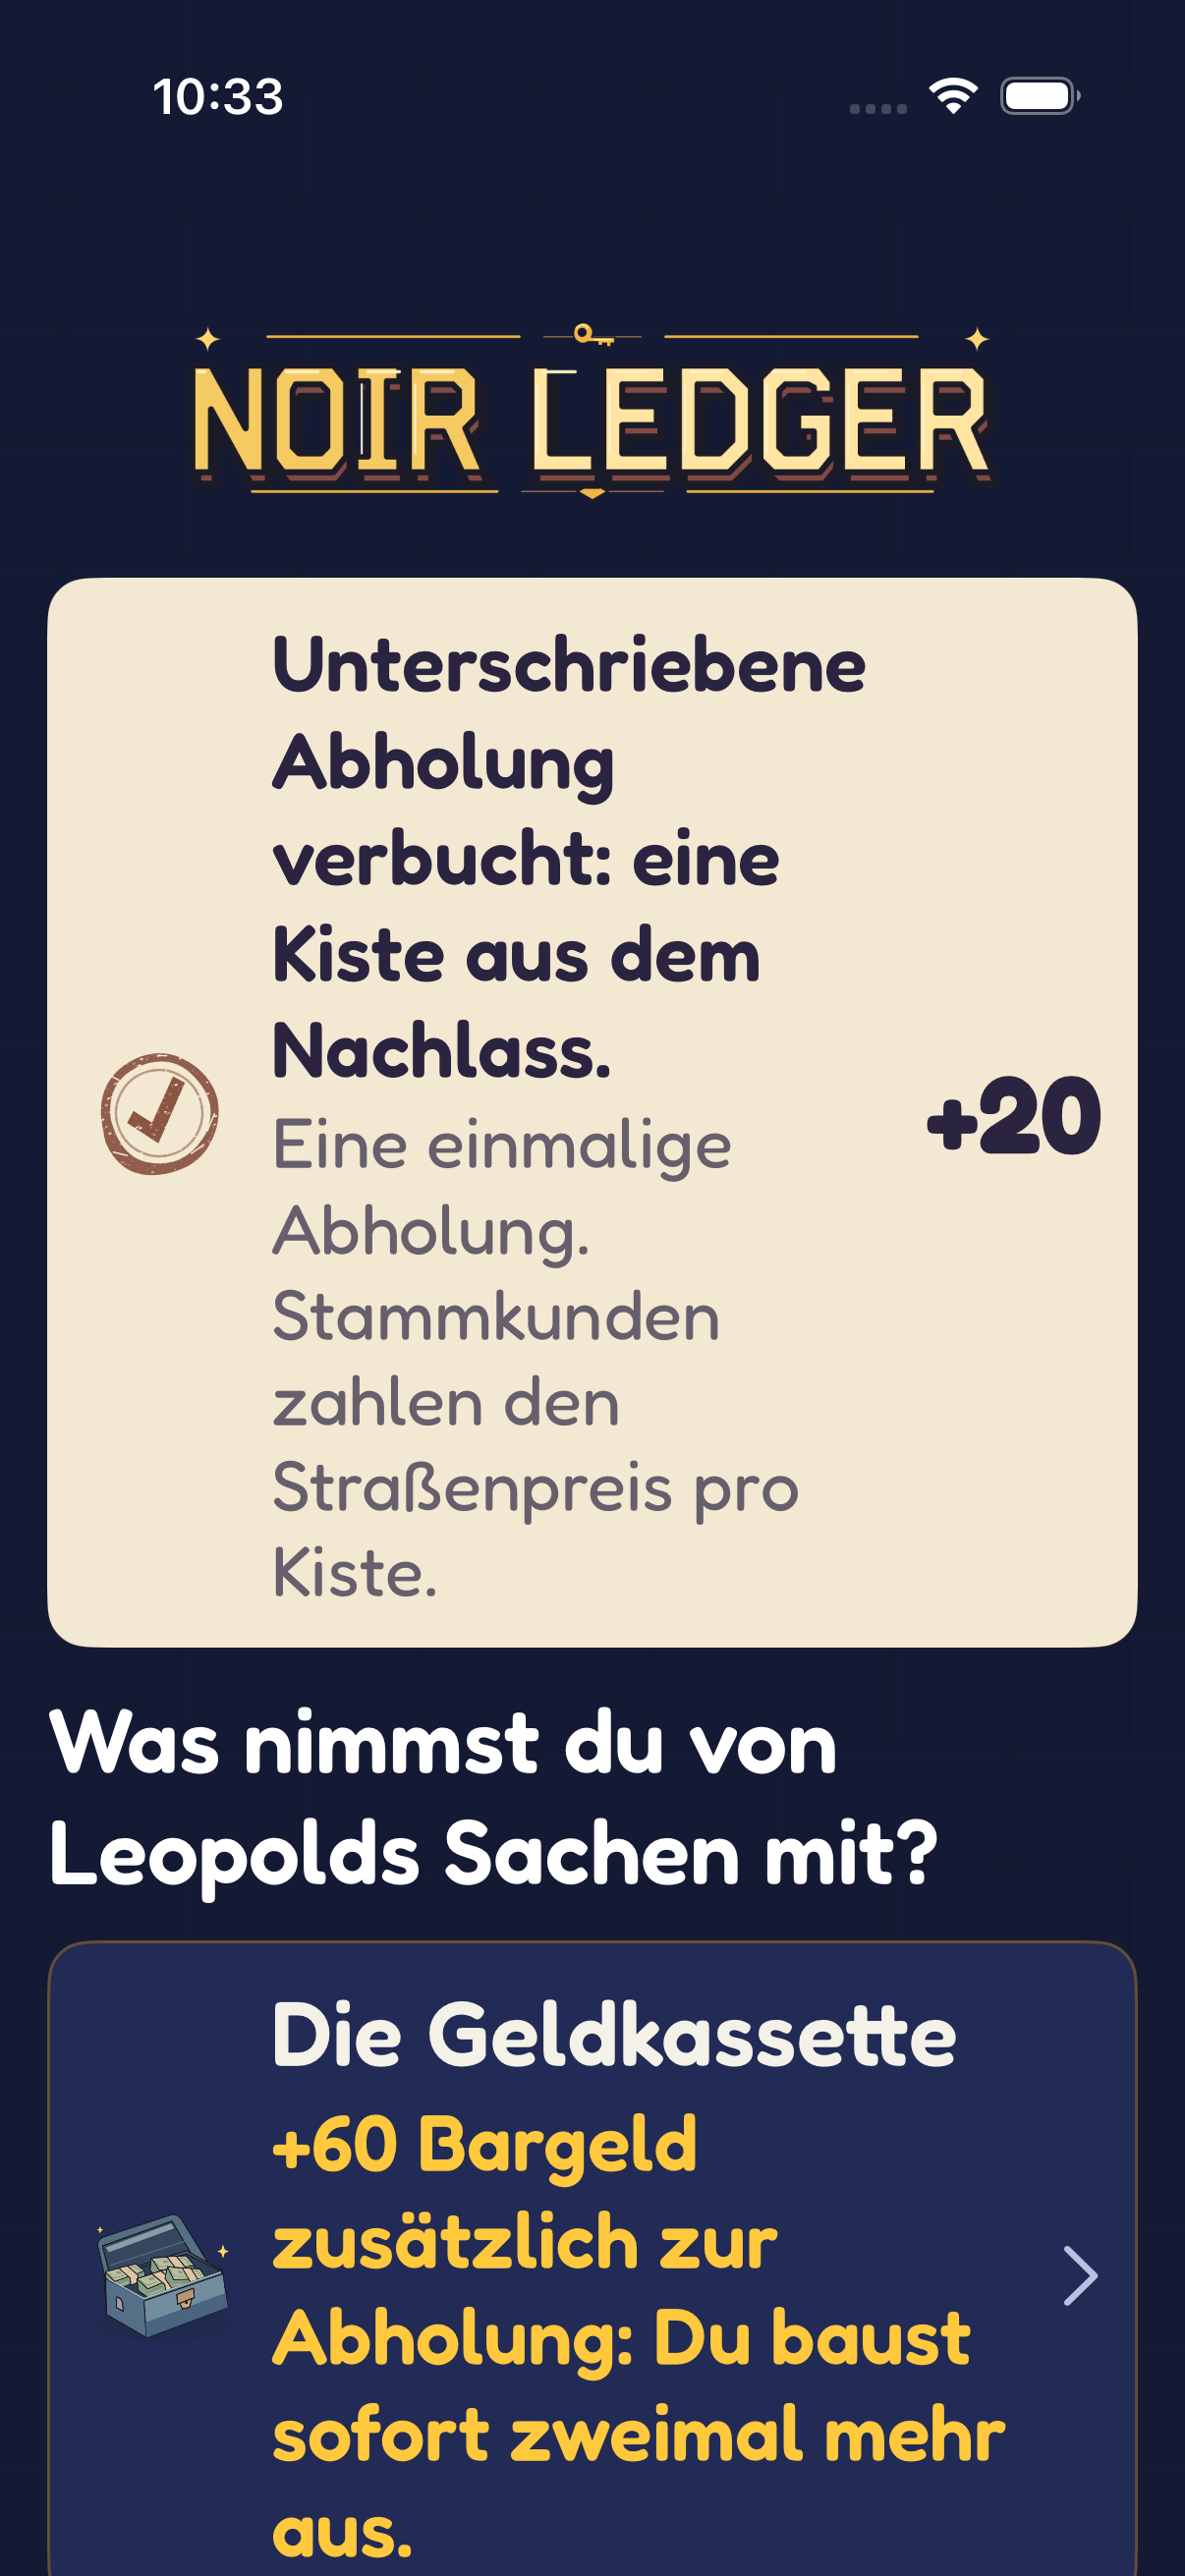 10:33
NOIR LEDGER
Unterschriebene
Abholung
verbucht: eine
Kiste aus dem
Nachlass.
Eine einmalige
Abholung.
Stammkunden
zahlen den
Straßenpreis pro
Kiste.
+20
Was nimmst du von
Leopolds Sachen mit?
Die Geldkassette
+60 Bargeld
zusätzlich zur
Abholung: Du baust
sofort zweimal mehr
aus.